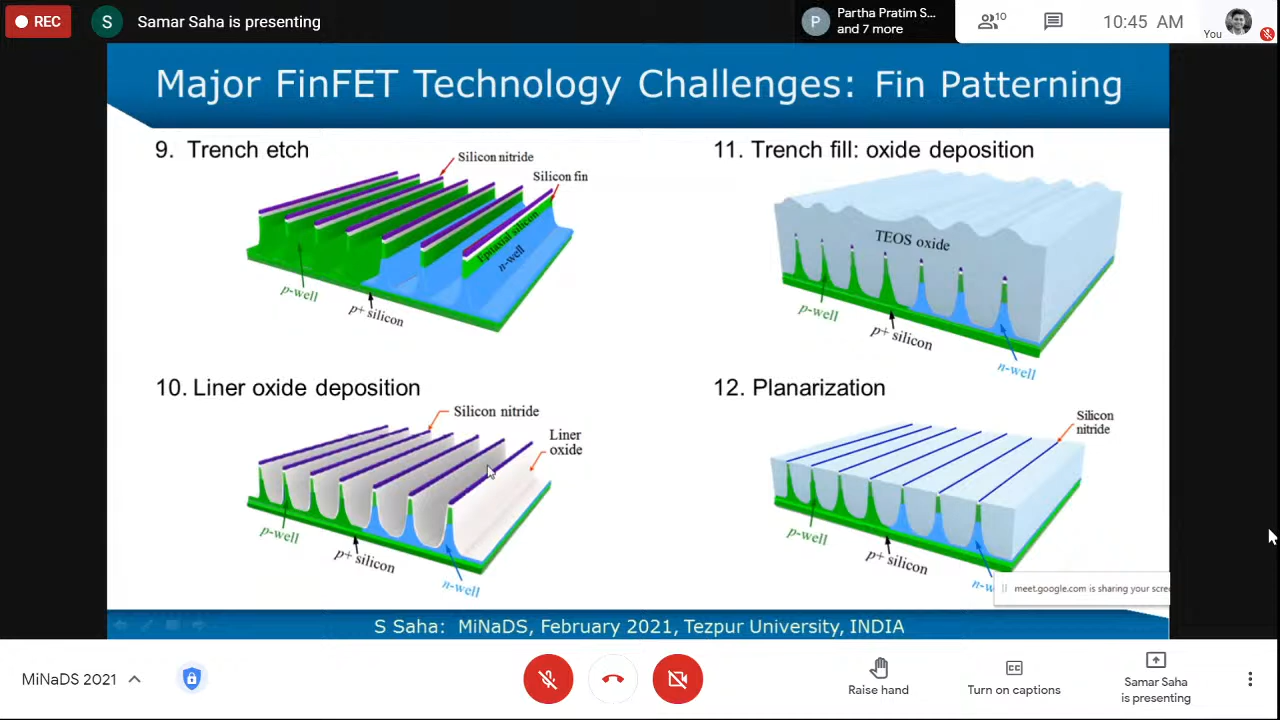 REC
S
Samar Saha is presenting
P
Partha Pratim S...
and 7 more
10
10:45 AM
You
Major FinFET Technology Challenges: Fin Patterning
9. Trench etch
Silicon nitride
Silicon fin
Epitaxial silicon
n-well
p-well
p+ silicon
11. Trench fill: oxide deposition
TEOS oxide
p-well
p+ silicon
n-well
10. Liner oxide deposition
Silicon nitride
Liner
oxide
p-well
p+ silicon
n-well
12. Planarization
Silicon
nitride
p-well
p+ silicon
n-w
meet.google.com is sharing your scre
S Saha: MiNaDS, February 2021, Tezpur University, INDIA
MiNaDS 2021
CC
Raise hand
Turn on captions
Samar Saha
is presenting